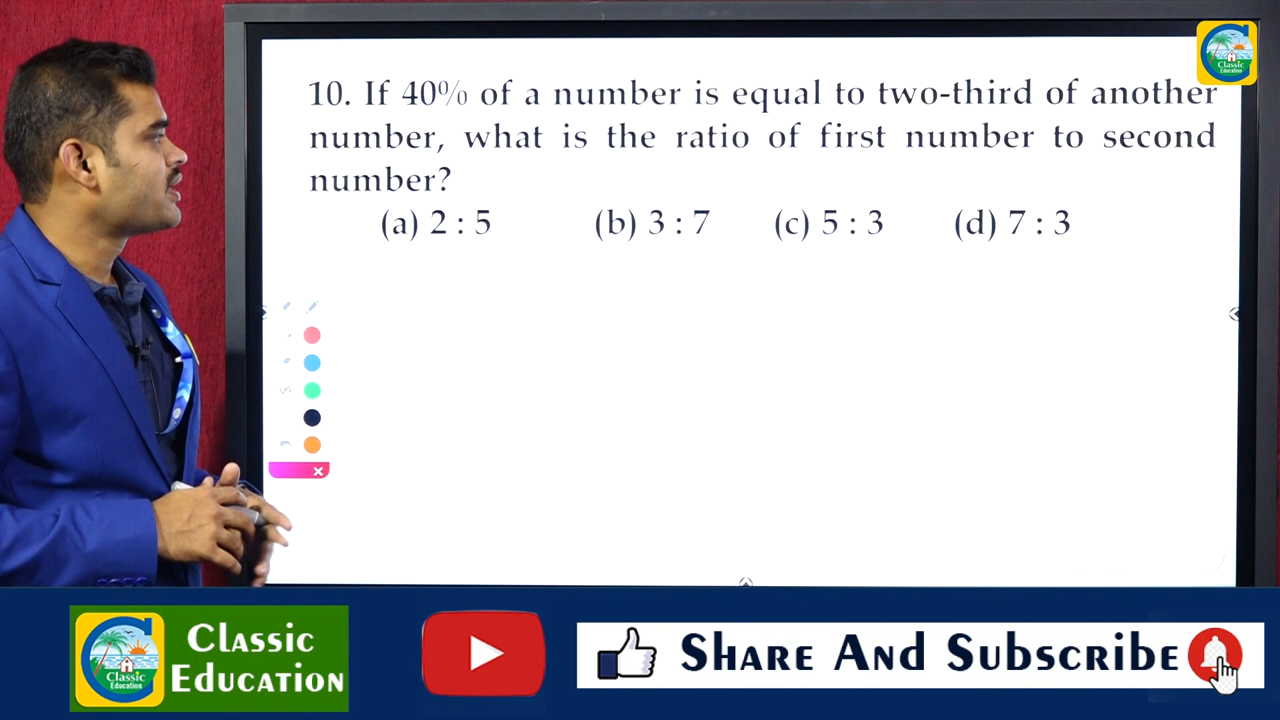 10. If 40% of a number is equal to two-third of another
number, what is the ratio of first number to second
number?
(a) 2 : 5 (b) 3 : 7 (c) 5 : 3 (d) 7 : 3
Classic
Education
Classic
Education
Classic
Education
Share And Subscribe